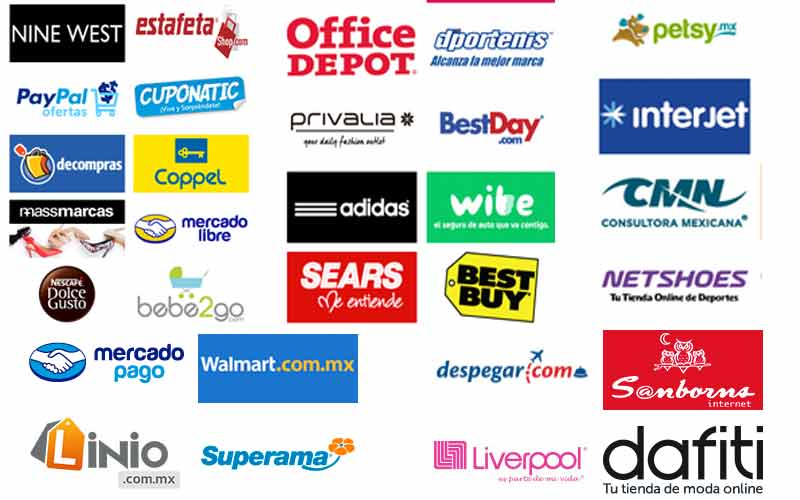 NINE WEST
estafeta
Shop.com
Office
DEPOT
dportenis
Alcanza la mejor marca
petsy.mx
PayPal
ofertas
CUPONATIC
¡Vive y Sorpréndete!
PRIVALIA
your daily fashion outlet
BestDay
.com
interjet
decompras
Coppel
massmarcas
mercado
libre
adidas
wibe
el seguro de auto que va contigo.
CMN
CONSULTORA MEXICANA
NESCAFÉ
Dolce
Gusto
bebe2go
.com
SEARS
Me entiende
BEST
BUY
NETSHOES
Tu Tienda Online de Deportes
mercado
pago
Walmart.com.mx
despegar.com
S@nborns
internet
Linio
.com.mx
Superama
Liverpool
es parte de mi vida
dafiti
Tu tienda de moda online